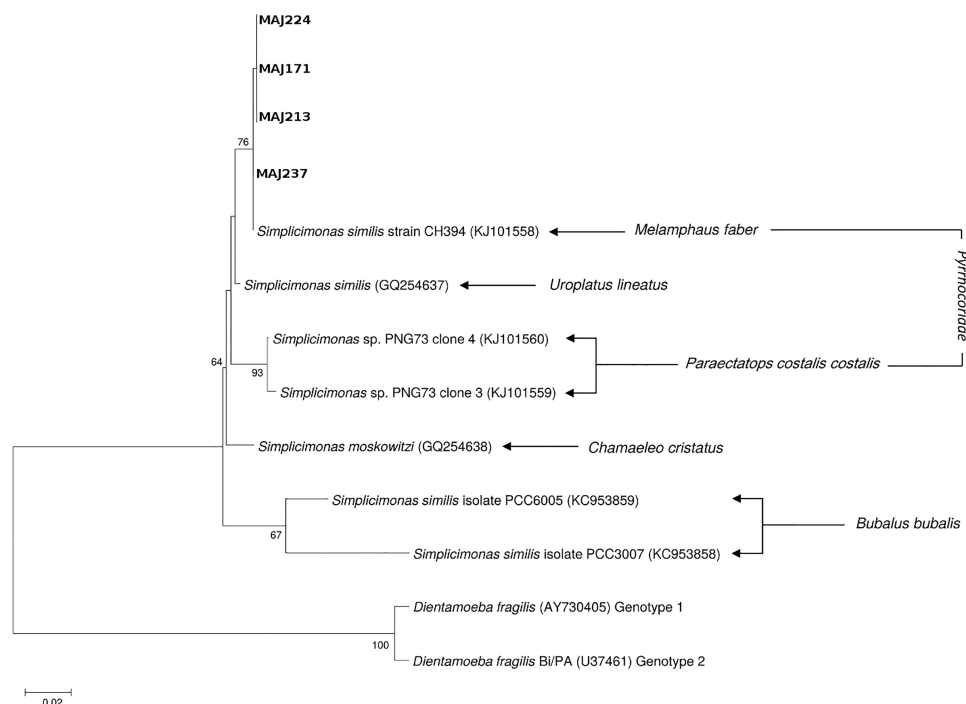 MAJ224
MAJ171
MAJ213
76
MAJ237
Simplicimonas similis strain CH394 (KJ101558)
Melamphaus faber
Pyrrhocoridae
Simplicimonas similis (GQ254637)
Uroplatus lineatus
Simplicimonas sp. PNG73 clone 4 (KJ101560)
64
93
Paraectatops costalis costalis
Simplicimonas sp. PNG73 clone 3 (KJ101559)
Simplicimonas moskowitzi (GQ254638)
Chamaeleo cristatus
Simplicimonas similis isolate PCC6005 (KC953859)
Bubalus bubalis
67
Simplicimonas similis isolate PCC3007 (KC953858)
Dientamoeba fragilis (AY730405) Genotype 1
100
Dientamoeba fragilis Bi/PA (U37461) Genotype 2
0.02